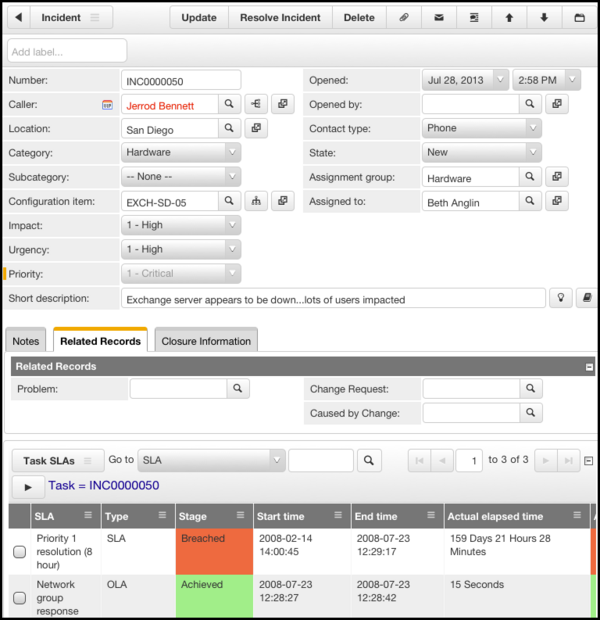 Incident Update Resolve Incident Delete
Add label...
Number: INC0000050 Opened: Jul 28, 2013 2:58 PM
Caller: VIP Jerrod Bennett Opened by:
Location: San Diego Contact type: Phone
Category: Hardware State: New
Subcategory: -- None -- Assignment group: Hardware
Configuration item: EXCH-SD-05 Assigned to: Beth Anglin
Impact: 1 - High
Urgency: 1 - High
Priority: 1 - Critical
Short description: Exchange server appears to be down...lots of users impacted
Notes Related Records Closure Information
Related Records
Problem: Change Request:
Caused by Change:
Task SLAs Go to SLA 1 to 3 of 3
Task = INC0000050
SLA Type Stage Start time End time Actual elapsed time
Priority 1 SLA Breached 2008-02-14 2008-07-23 159 Days 21 Hours 28
resolution (8 14:00:45 12:29:17 Minutes
hour)
Network OLA Achieved 2008-07-23 2008-07-23 15 Seconds
group 12:28:27 12:28:42
response